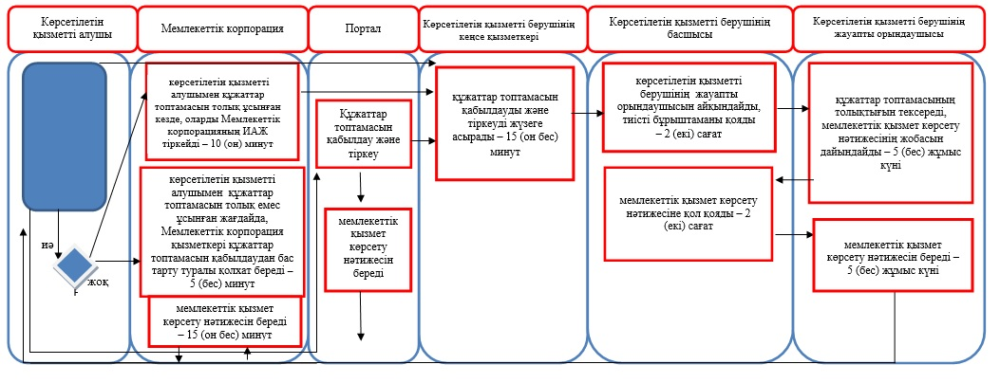 Көрсетілетін
қызметті алушы
Мемлекеттік корпорация
Портал
Көрсетілетін қызметті берушінің
кеңсе қызметкері
Көрсетілетін қызметті берушінің
басшысы
Көрсетілетін қызметті берушінің
жауапты орындаушысы
иә
жоқ
көрсетілетін қызметті
алушымен құжаттар
топтамасын толық ұсынған
кезде, оларды Мемлекеттік
корпорацияның ИАЖ
тіркейді – 10 (он) минут
көрсетілетін қызметті
алушымен құжаттар
топтамасын толық емес
ұсынған жағдайда,
Мемлекеттік корпорация
қызметкері құжаттар
топтамасын қабылдаудан бас
тарту туралы қолхат береді –
5 (бес) минут
мемлекеттік қызмет
көрсету нәтижесін береді
– 15 (он бес) минут
Құжаттар
топтамасын
қабылдау және
тіркеу
мемлекеттік
қызмет
көрсету
нәтижесін
береді
құжаттар топтамасын
қабылдауды және
тіркеуді жүзеге
асырады – 15 (он бес)
минут
көрсетілетін қызметті
берушінің жауапты
орындаушысын айқындайды,
тиісті бұрыштаманы қояды
– 2 (екі) сағат
мемлекеттік қызмет көрсету
нәтижесіне қол қояды – 2
(екі) сағат
құжаттар топтамасының
толықтығын тексереді,
мемлекеттік қызмет көрсету
нәтижесінің жобасын
дайындайды – 5 (бес) жұмыс
күні
мемлекеттік қызмет
көрсету нәтижесін береді –
5 (бес) жұмыс күні